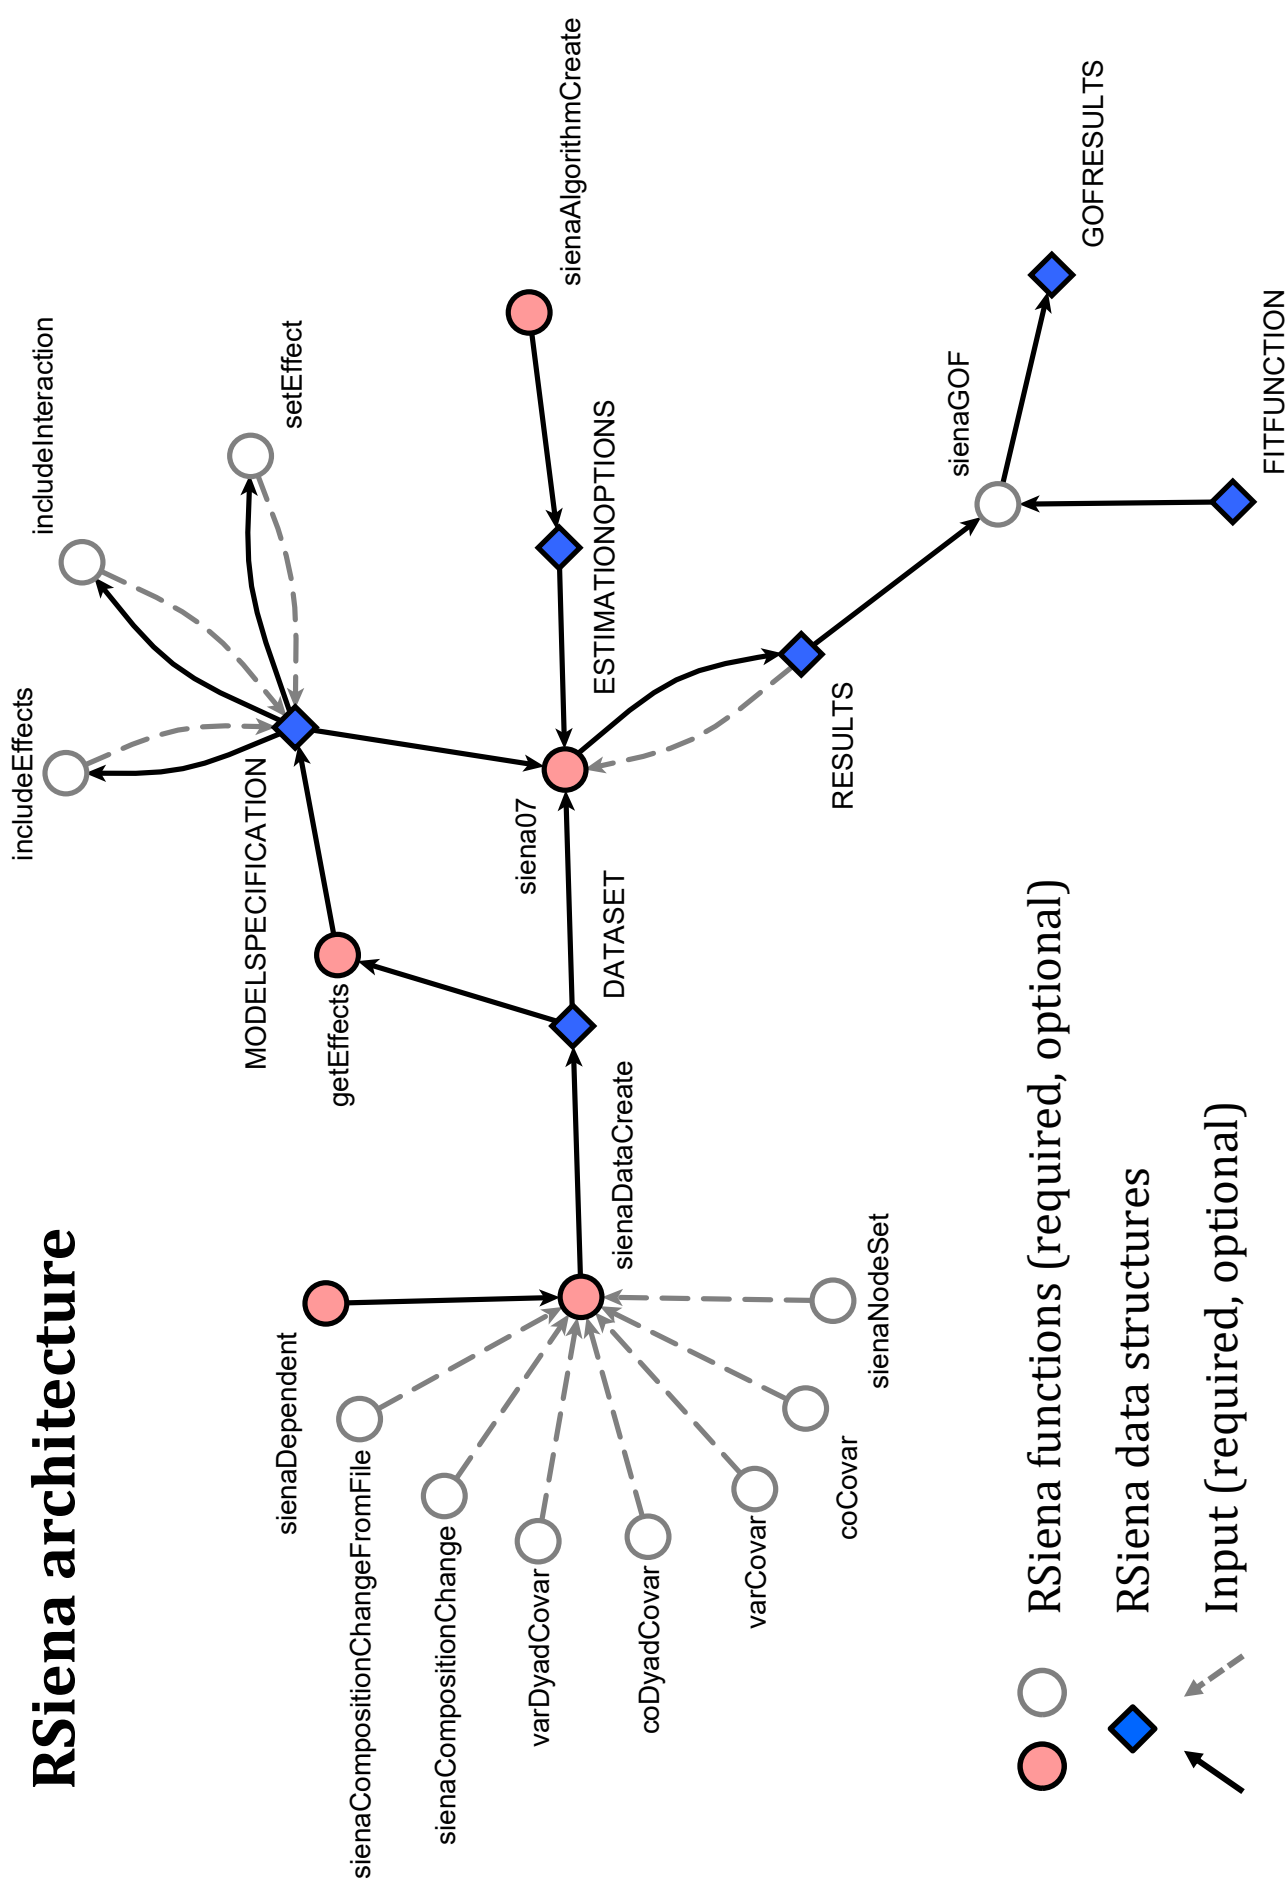 RSiena architecture
includeEffects
includeInteraction
setEffect
MODELSPECIFICATION
getEffects
sienaDependent
sienaCompositionChangeFromFile
sienaCompositionChange
varDyadCovar
coDyadCovar
varCovar
coCovar
sienaNodeSet
sienaDataCreate
DATASET
siena07
ESTIMATIONOPTIONS
sienaAlgorithmCreate
RESULTS
sienaGOF
GOFRESULTS
FITFUNCTION
RSiena functions (required, optional)
RSiena data structures
Input (required, optional)